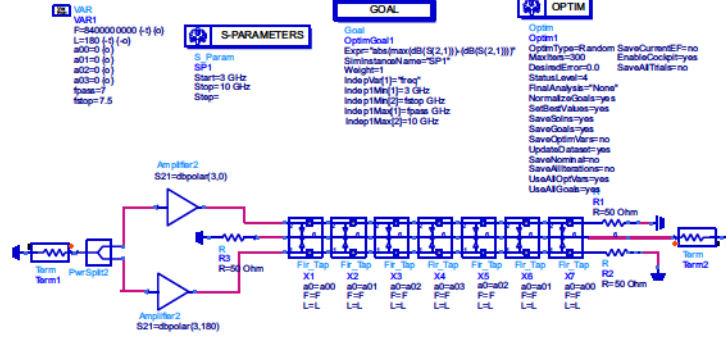 VAR
VAR1
F=8400000000 {-t} {o}
L=180 {-t} {-o}
a00=0 {o}
a01=0 {o}
a02=0 {o}
a03=0 {o}
fpass=7
fstop=7.5
S-PARAMETERS
S_Param
SP1
Start=3 GHz
Stop=10 GHz
Step=
GOAL
Goal
OptimGoal1
Expr="abs(max(dB(S(2,1))-(dB(S(2,1)))"
SimInstanceName="SP1"
Weight=1
IndepVar[1]="freq"
Indep1Min[1]=3 GHz
Indep1Min[2]=fstop GHz
Indep1Max[1]=fpass GHz
Indep1Max[2]=10 GHz
OPTIM
Optim
Optim1
OptimType=Random SaveCurrentEF=no
MaxIters=300 EnableCockpit=yes
DesiredError=0.0 SaveAllTrials=no
StatusLevel=4
FinalAnalysis="None"
NormalizeGoals=yes
SetBestValues=yes
SaveSolns=yes
SaveGoals=yes
SaveOptimVars=no
UpdateDataset=yes
SaveNominal=no
SaveAllIterations=no
UseAllOptVars=yes
UseAllGoals=yes
Amplifier2
S21=dbpolar(3,0)
Term
Term1
PwrSplit2
R
R3
R=50 Ohm
Amplifier2
S21=dbpolar(3,180)
Fir_Tap
X1
a0=a00
F=F
L=L
Fir_Tap
X2
a0=a01
F=F
L=L
Fir_Tap
X3
a0=a02
F=F
L=L
Fir_Tap
X4
a0=a03
F=F
L=L
Fir_Tap
X5
a0=a02
F=F
L=L
Fir_Tap
X6
a0=a01
F=F
L=L
Fir_Tap
X7
a0=a00
F=F
L=L
R
R1
R=50 Ohm
R
R2
R=50 Ohm
Term
Term2